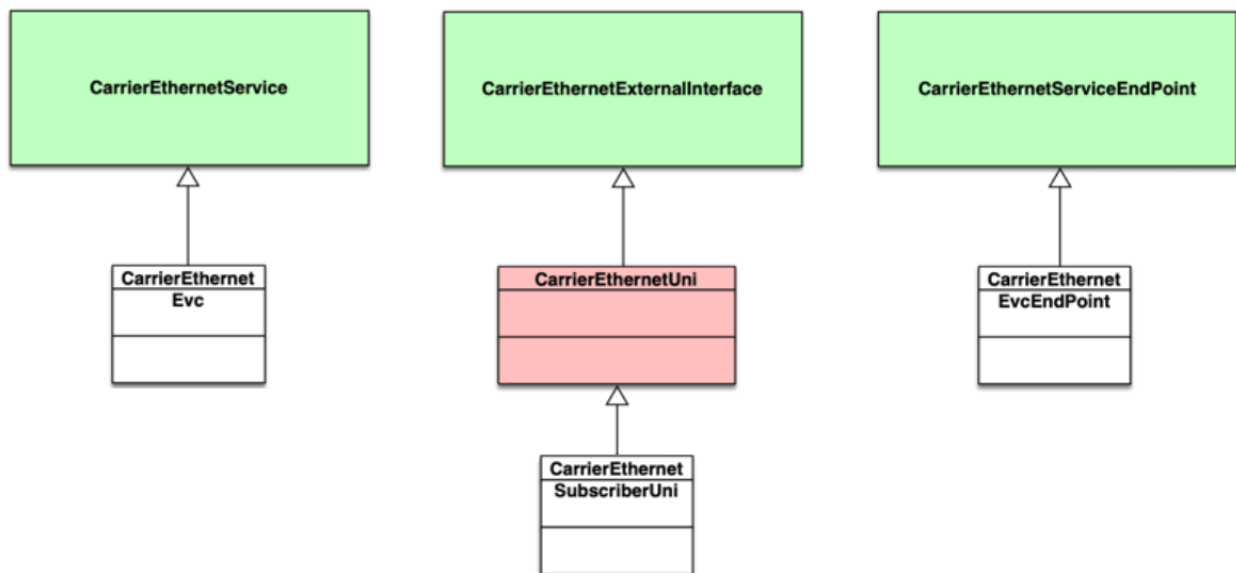 CarrierEthernetService
CarrierEthernetExternalInterface
CarrierEthernetServiceEndPoint
CarrierEthernet
Evc
CarrierEthernetUni
CarrierEthernet
EvcEndPoint
CarrierEthernet
SubscriberUni